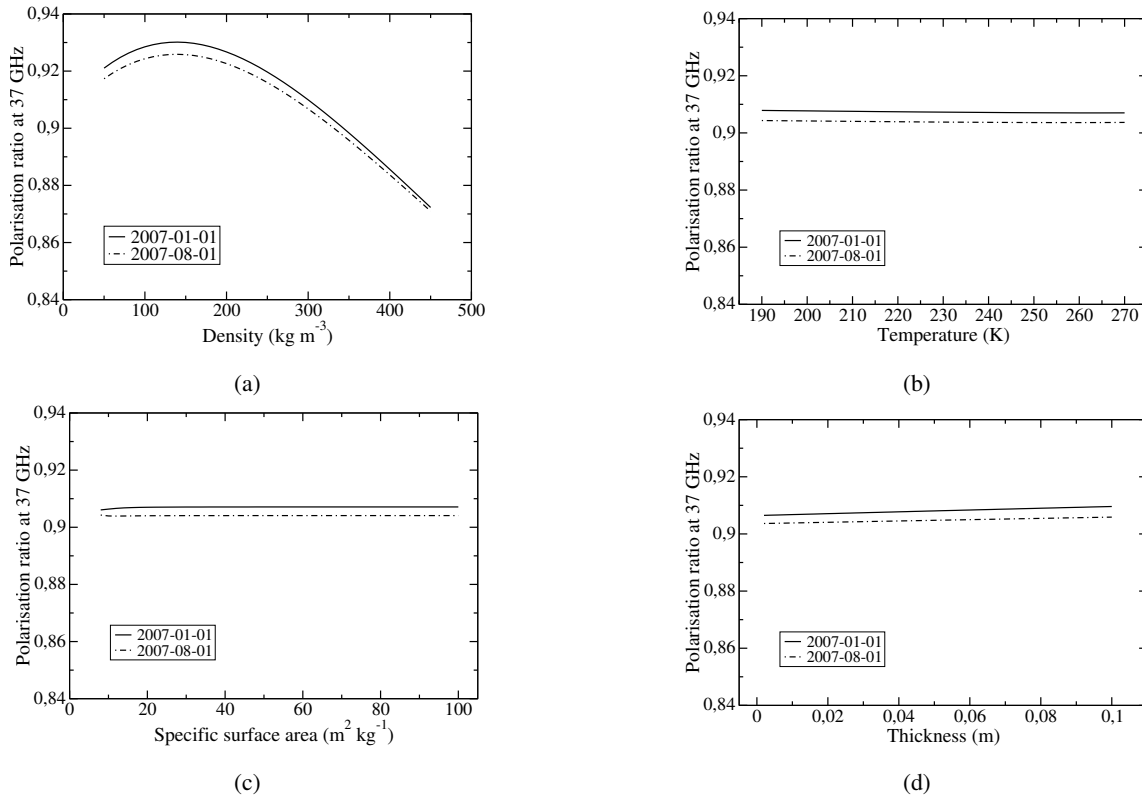 0,94
0,92
0,9
0,88
0,86
0,84
Polarisation ratio at 37 GHz
2007-01-01
2007-08-01
0 100 200 300 400 500
Density (kg m⁻³)
(a)
0,94
0,92
0,9
0,88
0,86
0,84
Polarisation ratio at 37 GHz
2007-01-01
2007-08-01
190 200 210 220 230 240 250 260 270
Temperature (K)
(b)
0,94
0,92
0,9
0,88
0,86
0,84
Polarisation ratio at 37 GHz
2007-01-01
2007-08-01
0 20 40 60 80 100
Specific surface area (m² kg⁻¹)
(c)
0,94
0,92
0,9
0,88
0,86
0,84
Polarisation ratio at 37 GHz
2007-01-01
2007-08-01
0 0,02 0,04 0,06 0,08 0,1
Thickness (m)
(d)